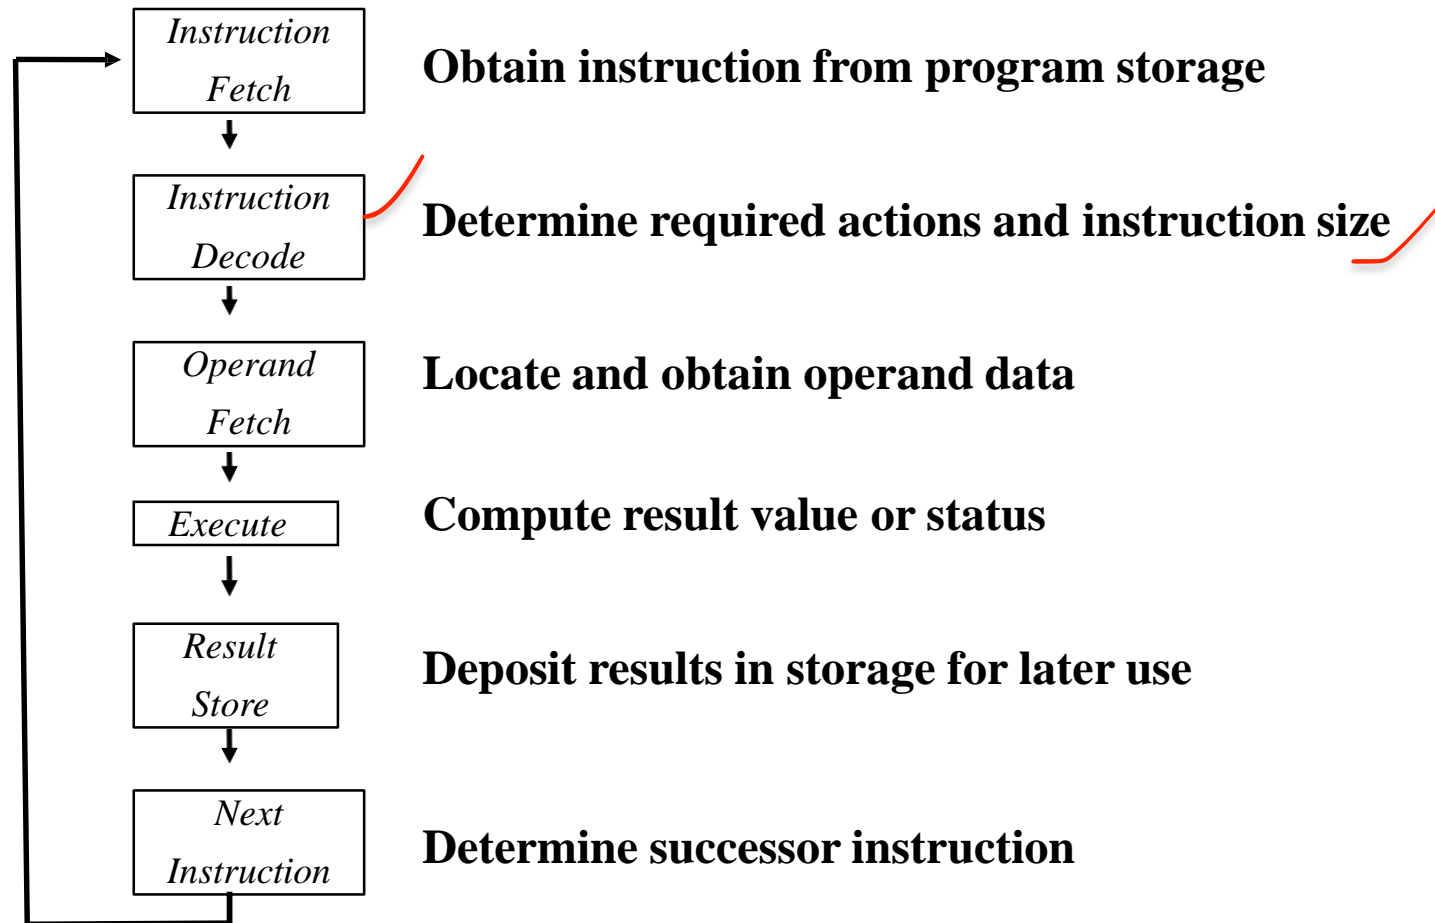 Instruction
Fetch
Obtain instruction from program storage
Instruction
Decode
Determine required actions and instruction size
Operand
Fetch
Locate and obtain operand data
Execute
Compute result value or status
Result
Store
Deposit results in storage for later use
Next
Instruction
Determine successor instruction